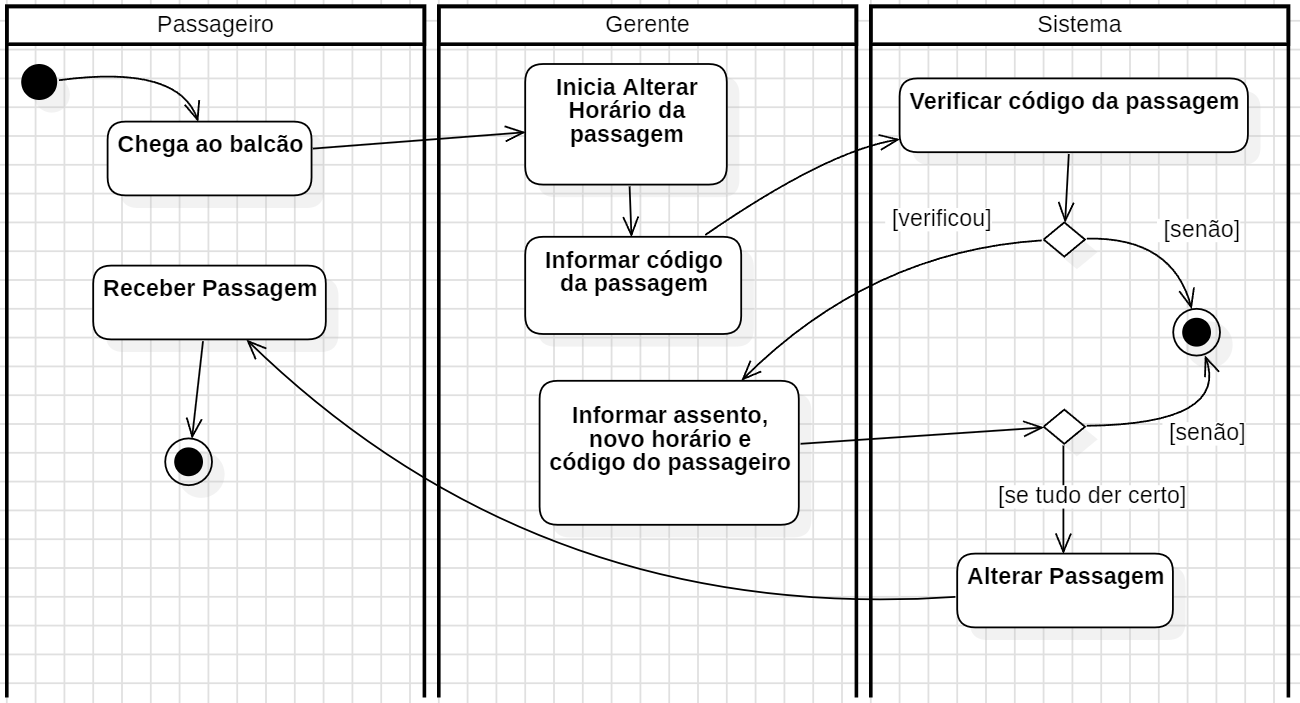 Passageiro
Gerente
Sistema
Chega ao balcão
Receber Passagem
Inicia Alterar
Horário da
passagem
Informar código
da passagem
Informar assento,
novo horário e
código do passageiro
Verificar código da passagem
[verificou]
[senão]
[senão]
[se tudo der certo]
Alterar Passagem